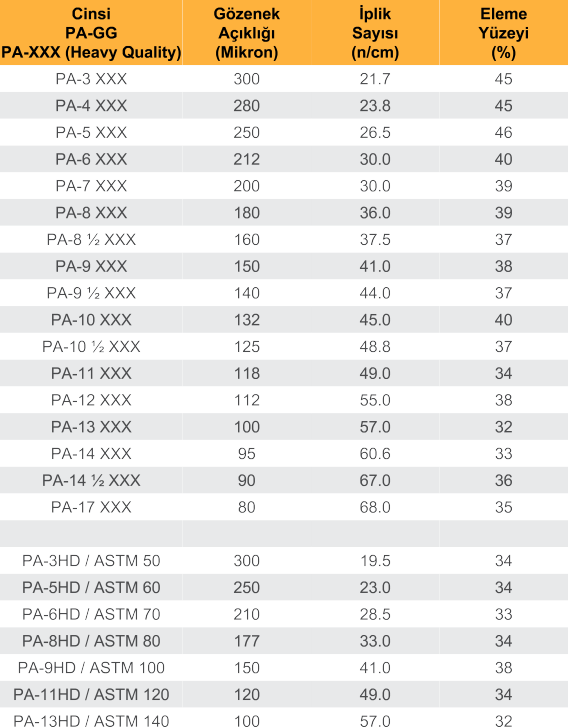 Cinsi Gözenek İplik Eleme
PA-GG Açıklığı Sayısı Yüzeyi
PA-XXX (Heavy Quality) (Mikron) (n/cm) (%)
PA-3 XXX 300 21.7 45
PA-4 XXX 280 23.8 45
PA-5 XXX 250 26.5 46
PA-6 XXX 212 30.0 40
PA-7 XXX 200 30.0 39
PA-8 XXX 180 36.0 39
PA-8 ½ XXX 160 37.5 37
PA-9 XXX 150 41.0 38
PA-9 ½ XXX 140 44.0 37
PA-10 XXX 132 45.0 40
PA-10 ½ XXX 125 48.8 37
PA-11 XXX 118 49.0 34
PA-12 XXX 112 55.0 38
PA-13 XXX 100 57.0 32
PA-14 XXX 95 60.6 33
PA-14 ½ XXX 90 67.0 36
PA-17 XXX 80 68.0 35
PA-3HD / ASTM 50 300 19.5 34
PA-5HD / ASTM 60 250 23.0 34
PA-6HD / ASTM 70 210 28.5 33
PA-8HD / ASTM 80 177 33.0 34
PA-9HD / ASTM 100 150 41.0 38
PA-11HD / ASTM 120 120 49.0 34
PA-13HD / ASTM 140 100 57.0 32